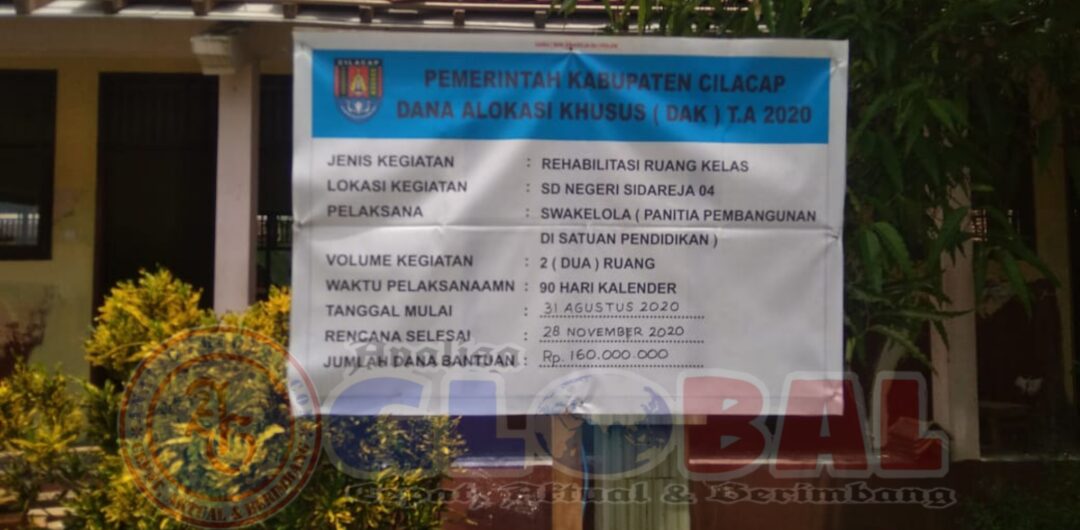 CILACAP
PEMERINTAH KABUPATEN CILACAP
DANA ALOKASI KHUSUS ( DAK ) T.A 2020
JENIS KEGIATAN : REHABILITASI RUANG KELAS
LOKASI KEGIATAN : SD NEGERI SIDAREJA 04
PELAKSANA : SWAKELOLA ( PANITIA PEMBANGUNAN
DI SATUAN PENDIDIKAN )
VOLUME KEGIATAN : 2 ( DUA ) RUANG
WAKTU PELAKSANAAMN : 90 HARI KALENDER
TANGGAL MULAI : 31 AGUSTUS 2020
RENCANA SELESAI : 28 NOVEMBER 2020
JUMLAH DANA BANTUAN : Rp. 160.000.000
GLOBAL
Cepat, Aktual & Berimbang